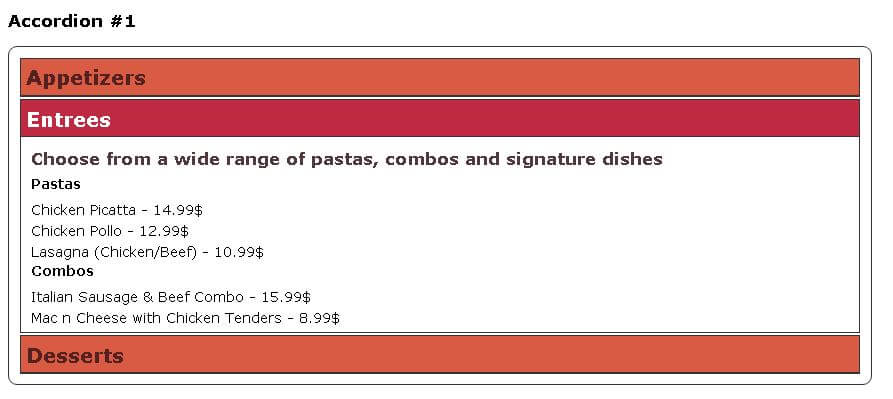 Accordion #1
Appetizers
Entrees
Choose from a wide range of pastas, combos and signature dishes
Pastas
Chicken Picatta - 14.99$
Chicken Pollo - 12.99$
Lasagna (Chicken/Beef) - 10.99$
Combos
Italian Sausage & Beef Combo - 15.99$
Mac n Cheese with Chicken Tenders - 8.99$
Desserts